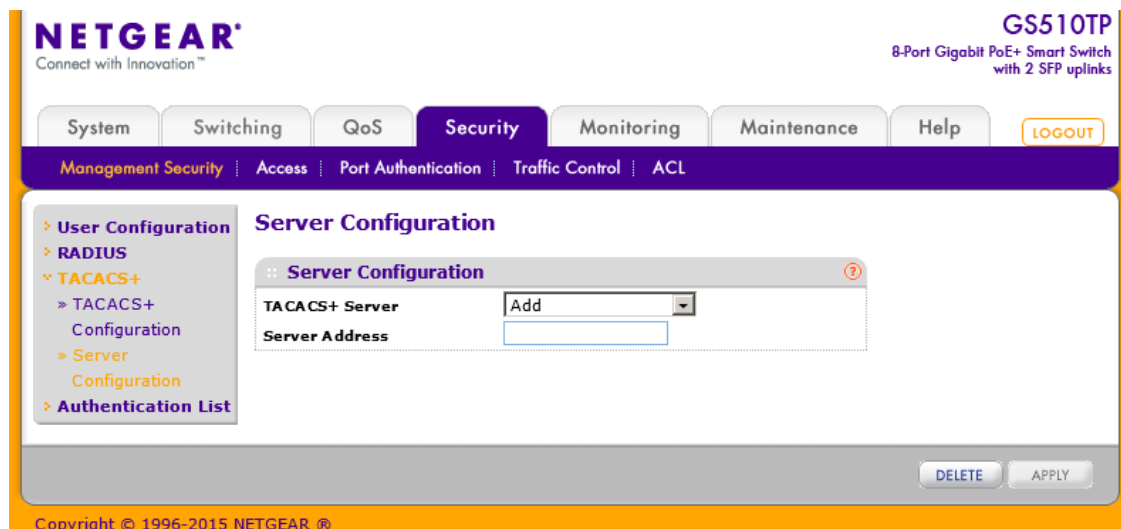 NETGEAR®
Connect with Innovation™
GS510TP
8-Port Gigabit PoE+ Smart Switch
with 2 SFP uplinks
System Switching QoS Security Monitoring Maintenance Help LOGOUT
Management Security Access Port Authentication Traffic Control ACL
User Configuration
RADIUS
TACACS+
» TACACS+
Configuration
» Server
Configuration
Authentication List
Server Configuration
Server Configuration ?
TACACS+ Server Add
Server Address
DELETE APPLY
Copyright © 1996-2015 NETGEAR ®